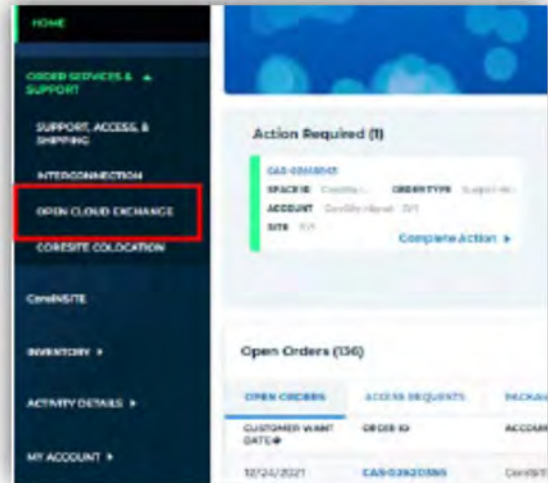 HOME
ORDER SERVICES &
SUPPORT
SUPPORT, ACCESS, &
SHIPPING
INTERCONNECTION
OPEN CLOUD EXCHANGE
CORESITE COLOCATION
CoreINSITE
INVENTORY
ACTIVITY DETAILS
MY ACCOUNT
Action Required (1)
SPACE ID ORDER TYPE
ACCOUNT
SITE
Complete Action
Open Orders (136)
OPEN ORDERS ACCESS REQUESTS
CUSTOMER WANT
DATE
ORDER ID
12/24/2021